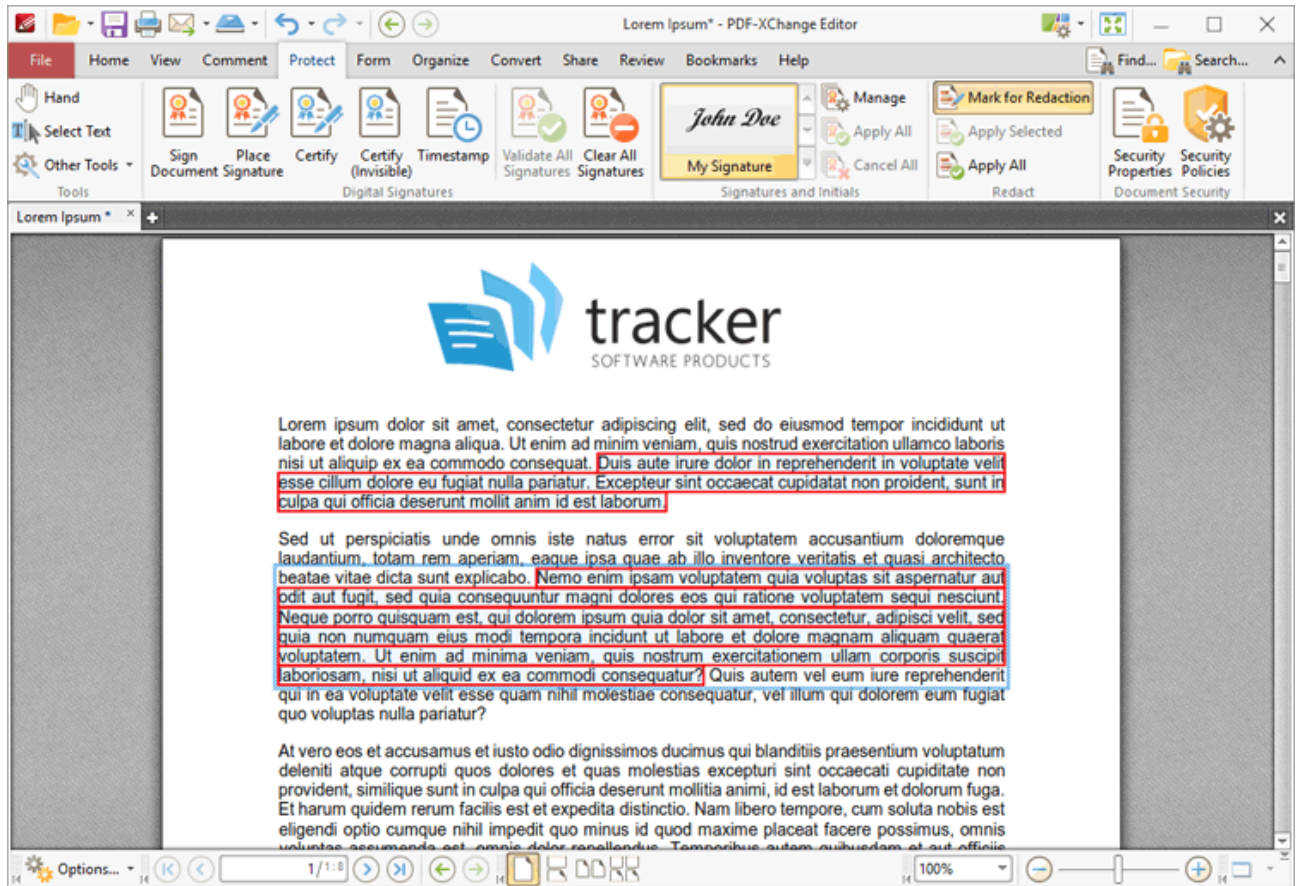 Lorem Ipsum* - PDF-XChange Editor
File Home View Comment Protect Form Organize Convert Share Review Bookmarks Help Find... Search...
Hand
Select Text
Other Tools
Tools
Sign Document
Place Signature
Certify
Certify (Invisible)
Timestamp
Digital Signatures
Validate All Signatures
Clear All Signatures
John Doe
My Signature
Manage
Apply All
Cancel All
Signatures and Initials
Mark for Redaction
Apply Selected
Apply All
Redact
Security Properties
Security Policies
Document Security
Lorem Ipsum *
tracker
SOFTWARE PRODUCTS
Lorem ipsum dolor sit amet, consectetur adipiscing elit, sed do eiusmod tempor incididunt ut
labore et dolore magna aliqua. Ut enim ad minim veniam, quis nostrud exercitation ullamco laboris
nisi ut aliquip ex ea commodo consequat. Duis aute irure dolor in reprehenderit in voluptate velit
esse cillum dolore eu fugiat nulla pariatur. Excepteur sint occaecat cupidatat non proident, sunt in
culpa qui officia deserunt mollit anim id est laborum.
Sed ut perspiciatis unde omnis iste natus error sit voluptatem accusantium doloremque
laudantium, totam rem aperiam, eaque ipsa quae ab illo inventore veritatis et quasi architecto
beatae vitae dicta sunt explicabo. Nemo enim ipsam voluptatem quia voluptas sit aspernatur aut
odit aut fugit, sed quia consequuntur magni dolores eos qui ratione voluptatem sequi nesciunt.
Neque porro quisquam est, qui dolorem ipsum quia dolor sit amet, consectetur, adipisci velit, sed
quia non numquam eius modi tempora incidunt ut labore et dolore magnam aliquam quaerat
voluptatem. Ut enim ad minima veniam, quis nostrum exercitationem ullam corporis suscipit
laboriosam, nisi ut aliquid ex ea commodi consequatur? Quis autem vel eum iure reprehenderit
qui in ea voluptate velit esse quam nihil molestiae consequatur, vel illum qui dolorem eum fugiat
quo voluptas nulla pariatur?
At vero eos et accusamus et iusto odio dignissimos ducimus qui blanditiis praesentium voluptatum
deleniti atque corrupti quos dolores et quas molestias excepturi sint occaecati cupiditate non
provident, similique sunt in culpa qui officia deserunt mollitia animi, id est laborum et dolorum fuga.
Et harum quidem rerum facilis est et expedita distinctio. Nam libero tempore, cum soluta nobis est
eligendi optio cumque nihil impedit quo minus id quod maxime placeat facere possimus, omnis
voluptas assumenda est, omnis dolor repellendus. Temporibus autem quibusdam et aut officiis
Options... 1/1:8 100%